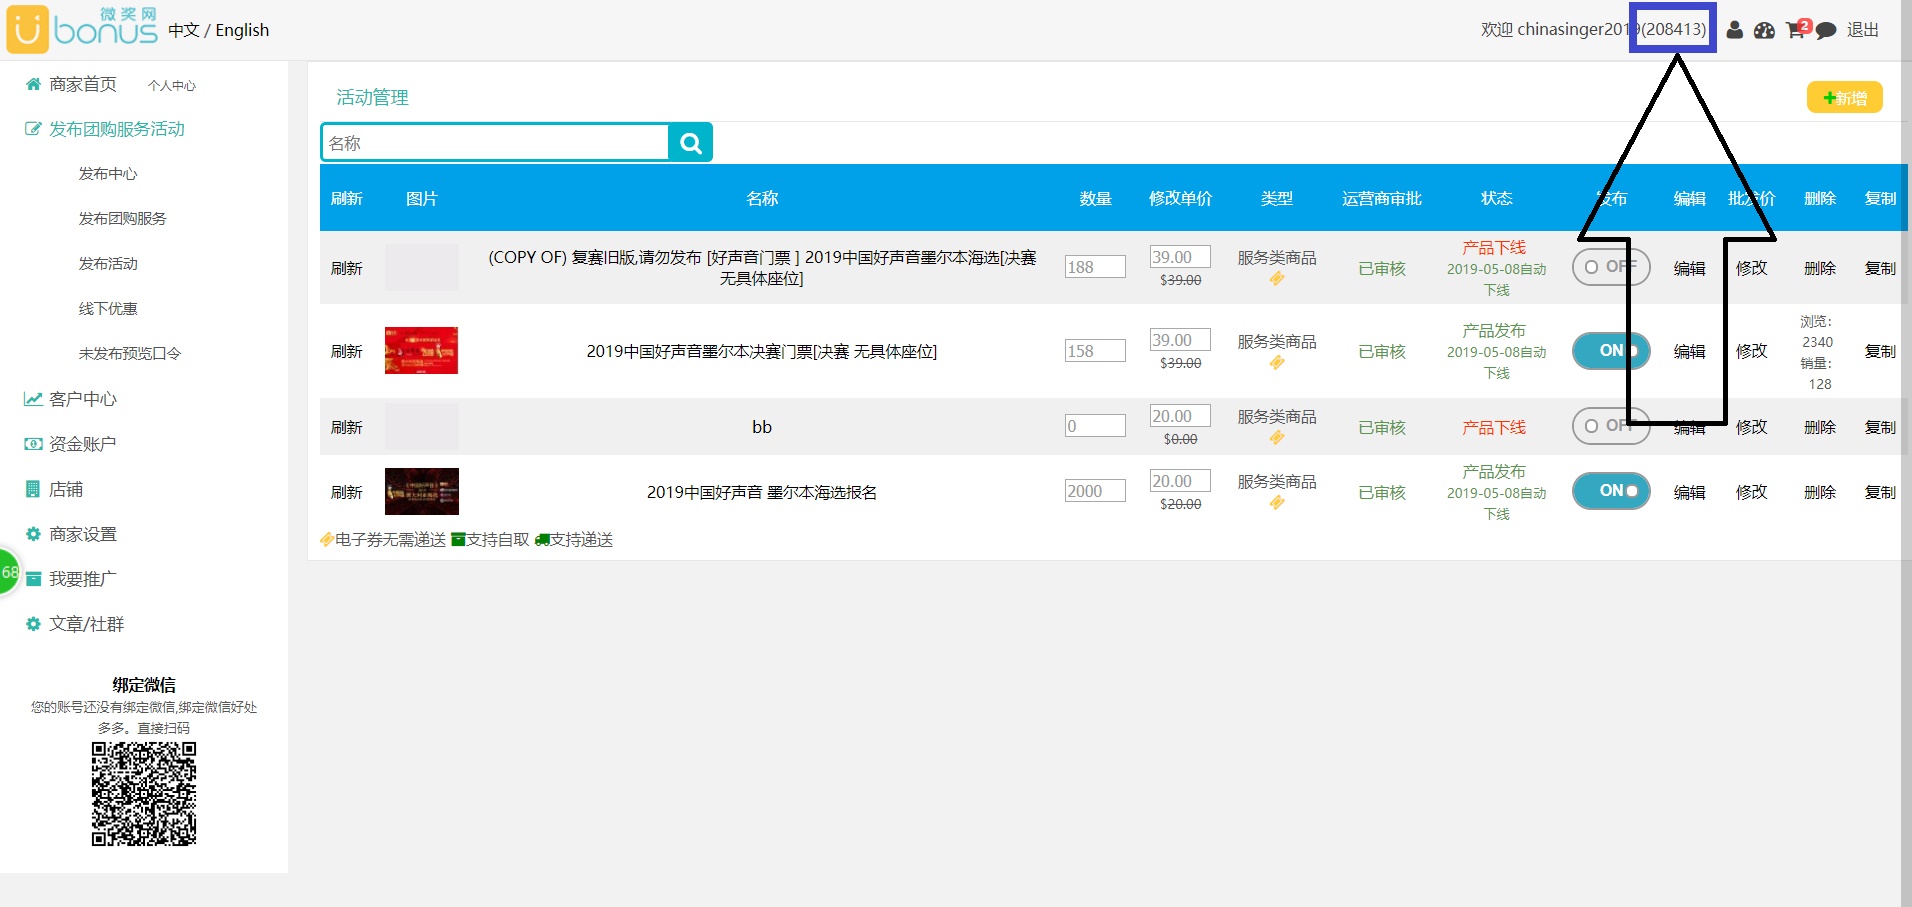 微奖网
Ü bonus
中文 / English
欢迎 chinasinger2019(208413)
2
退出
商家首页 个人中心
发布团购服务活动
发布中心
发布团购服务
发布活动
线下优惠
未发布预览口令
客户中心
资金账户
店铺
商家设置
我要推广
文章/社群
68
绑定微信
您的账号还没有绑定微信,绑定微信好处
多多。直接扫码
活动管理
新增
名称
刷新 图片 名称 数量 修改单价 类型 运营商审批 状态 发布 编辑 批发价 删除 复制
刷新 (COPY OF) 复赛旧版,请勿发布 [好声音门票 ] 2019中国好声音墨尔本海选[决赛
无具体座位] 188 39.00 $39.00 服务类商品 已审核 产品下线
2019-05-08自动
下线 OFF 编辑 修改 删除 复制
刷新 2019中国好声音墨尔本决赛门票[决赛 无具体座位] 158 39.00 $39.00 服务类商品 已审核 产品发布
2019-05-08自动
下线 ON 编辑 修改 浏览:
2340
销量:
128 复制
刷新 bb 0 20.00 $0.00 服务类商品 已审核 产品下线 OFF 编辑 修改 删除 复制
刷新 2019中国好声音 墨尔本海选报名 2000 20.00 $20.00 服务类商品 已审核 产品发布
2019-05-08自动
下线 ON 编辑 修改 删除 复制
电子券无需递送 支持自取 支持递送